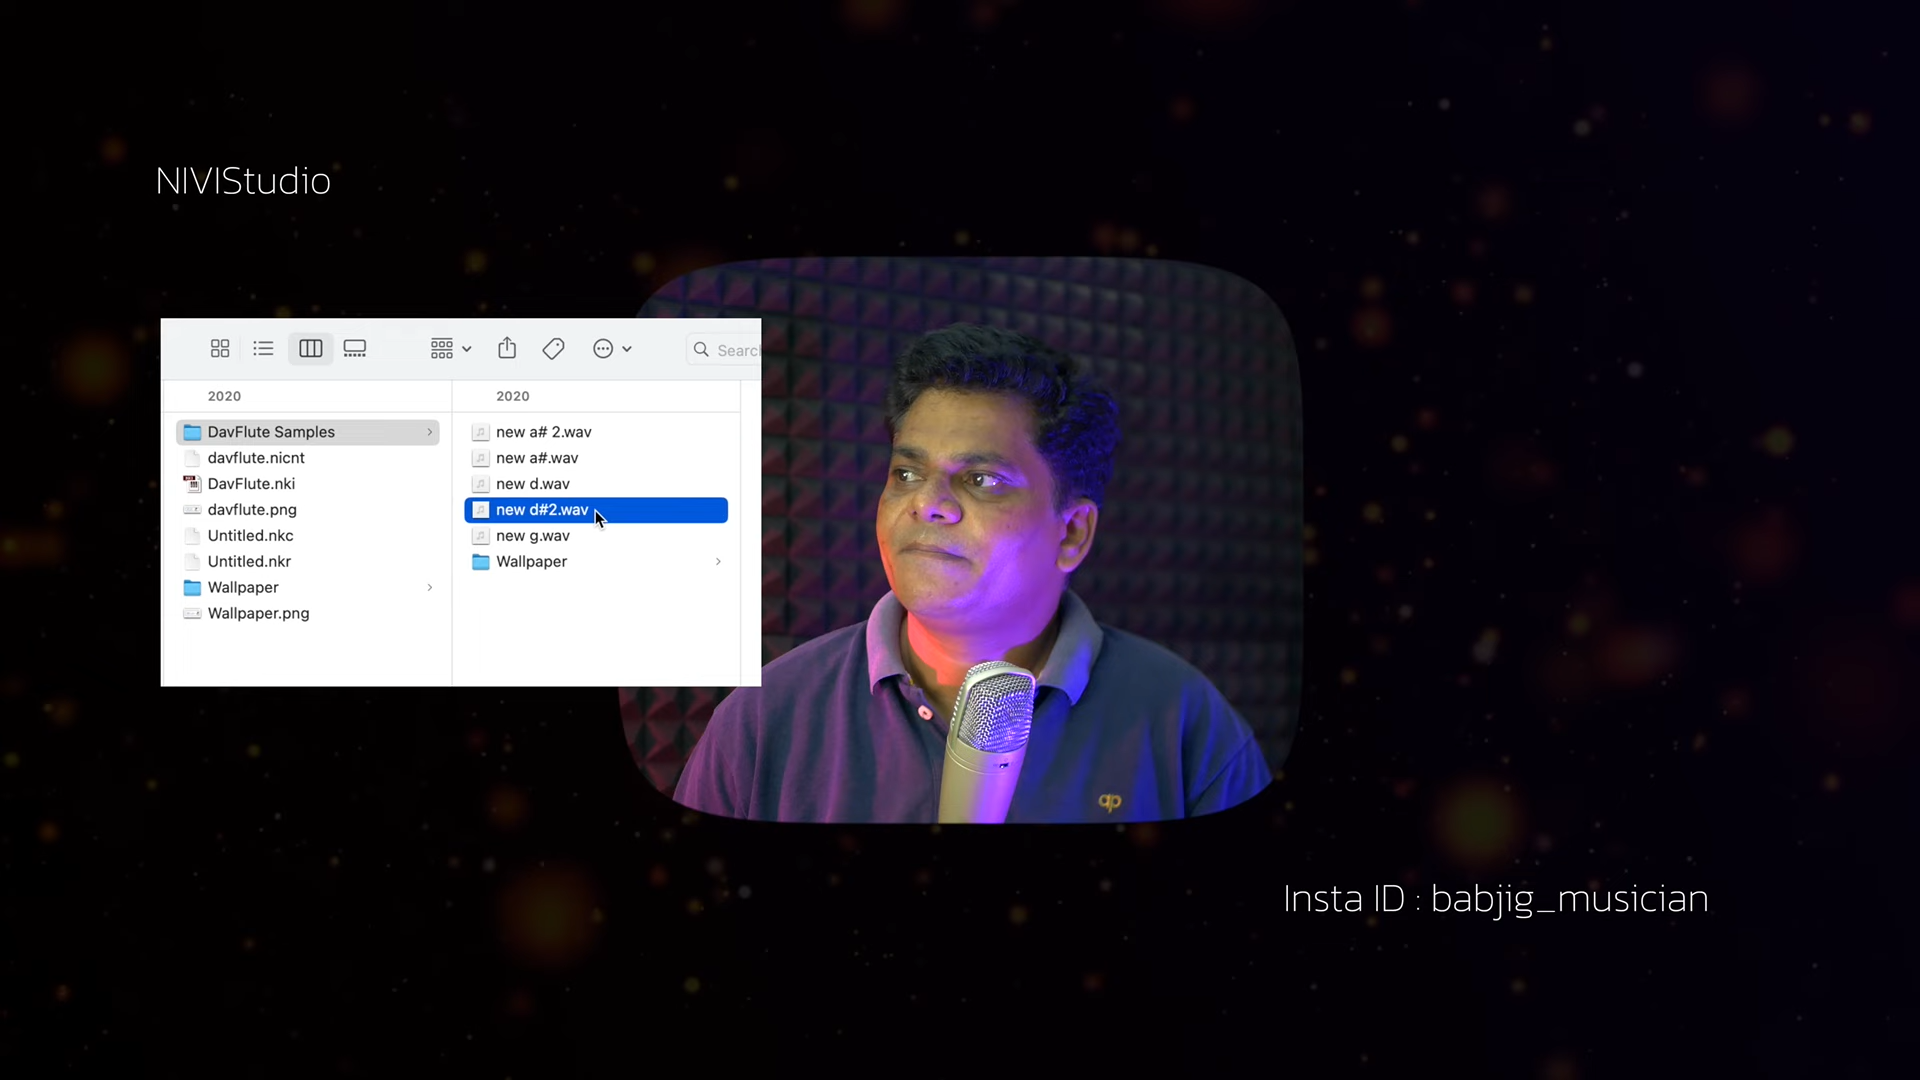 NIVIStudio
Search
2020
2020
DavFlute Samples
davflute.nicnt
DavFlute.nki
davflute.png
Untitled.nkc
Untitled.nkr
Wallpaper
Wallpaper.png
new a# 2.wav
new a#.wav
new d.wav
new d#2.wav
new g.wav
Wallpaper
Insta ID : babjig_musician